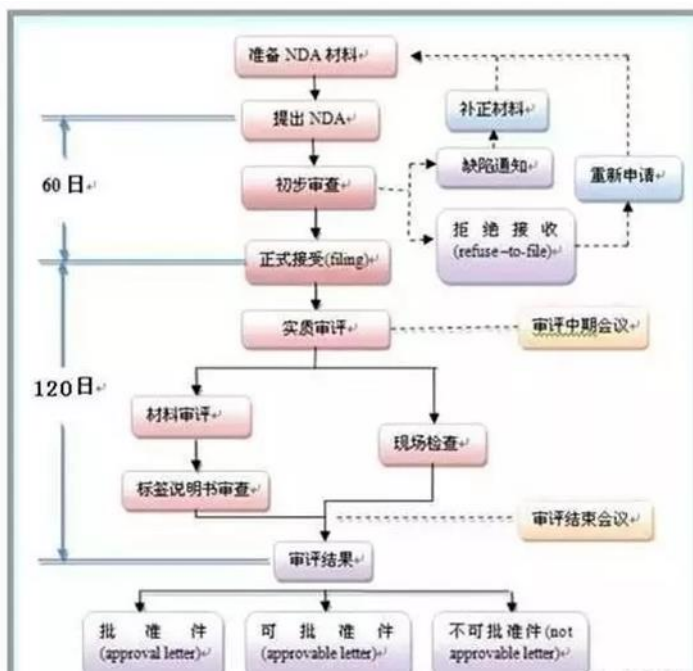 准备 NDA 材料
提出 NDA
补正材料
60 日
初步审查
缺陷通知
重新申请
拒绝接收
(refuse-to-file)
正式接受(filing)
实质审评
审评中期会议
120日
材料审评
现场检查
标签说明书审查
审评结束会议
审评结果
批准件
(approval letter)
可批准件
(approvable letter)
不可批准件(not
approvable letter)